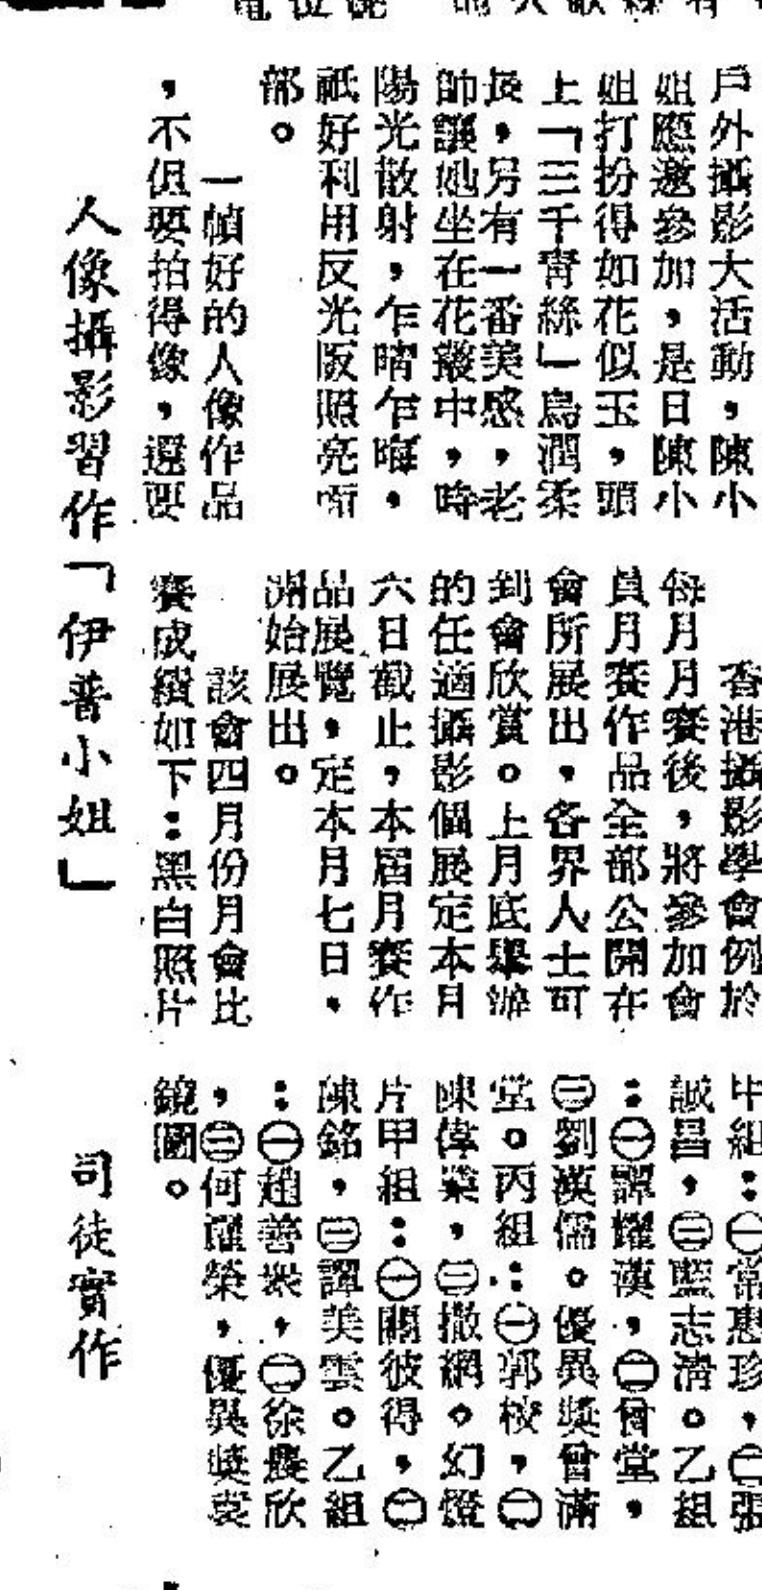 戶外攝影大活動，陳小
姐應邀參加，是日陳小
姐打扮得如花似玉，頭
上「三千青絲」烏潤柔
長，另有一番美感，老
帥讓她坐在花叢中，時
陽光散射，乍晴乍晦，
祇好利用反光版照亮面
部。
一幀好的人像作品
，不但要拍得像，還要
香港攝影學會例於
每月月賽後，將參加會
員月賽作品全部公開在
會所展出，各界人士可
到會欣賞。上月底舉辦
的任適攝影個展定本月
六日截止，本屆月賽作
品展覽，定本月七日，
開始展出。
該會四月份月會比
賽成績如下：黑白照片
甲組：㊀常惠珍，㊁張
誠昌，㊂藍志清。乙組
：㊀譚耀漢，㊁曾堂，
㊂劉漢儒。優異獎曾滿
堂。丙組：㊀郭棪，㊁
陳偉業，㊂撒網。幻燈
片甲組：㊀關彼得，㊁
陳銘，㊂譚美雲。乙組
：㊀趙善眾，㊁徐展欣
，㊂何耀榮，優異獎袁
鏡圖。
人像攝影習作「伊普小姐」
司徒實作